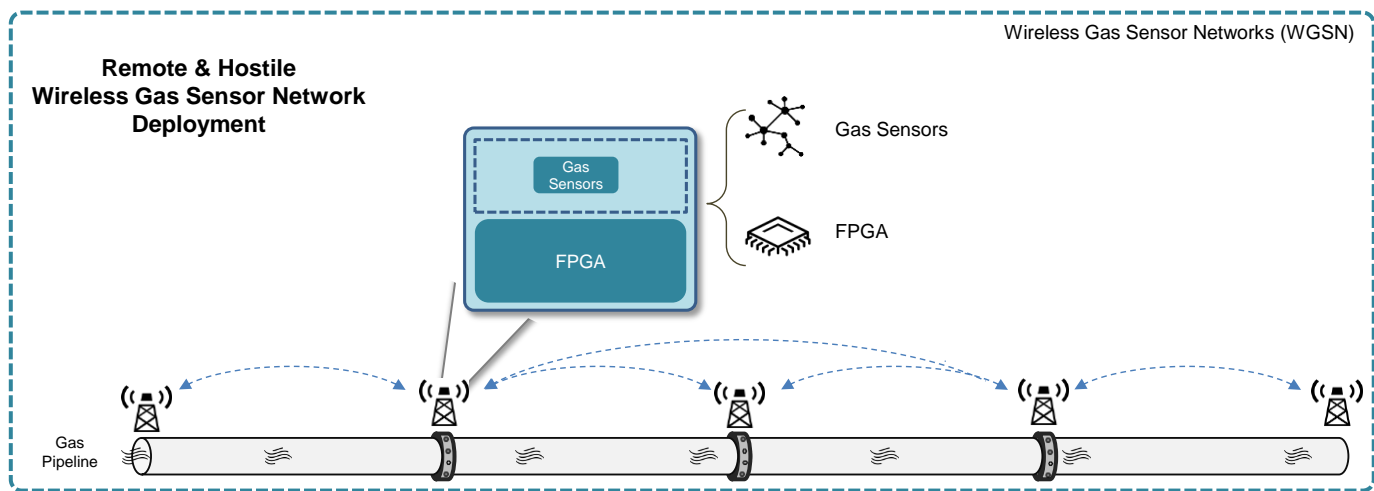 Wireless Gas Sensor Networks (WGSN)
Remote & Hostile
Wireless Gas Sensor Network
Deployment
Gas
Sensors
FPGA
Gas Sensors
FPGA
Gas
Pipeline